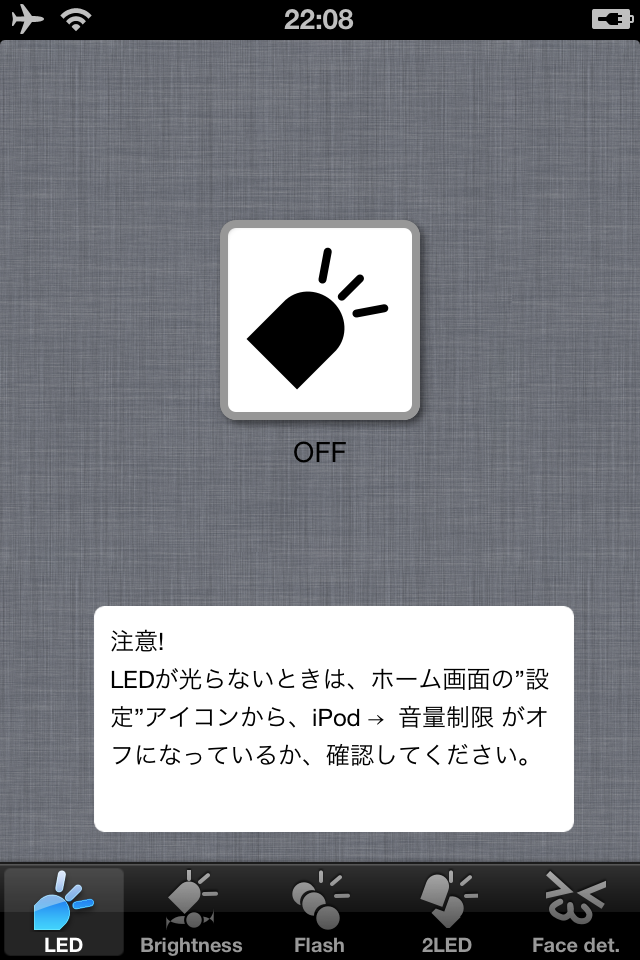 22:08
OFF
注意!
LEDが光らないときは、ホーム画面の”設
定”アイコンから、iPod→ 音量制限 がオ
フになっているか、確認してください。
LED
Brightness
Flash
2LED
Face det.